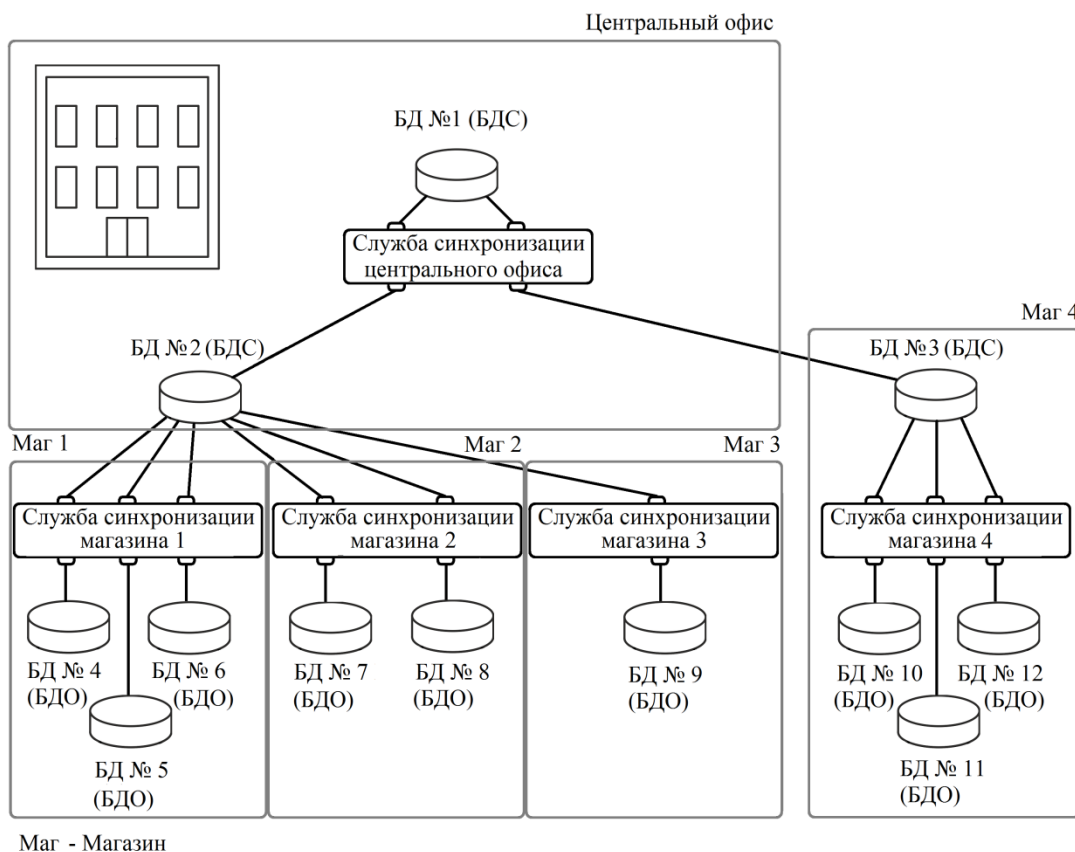 Центральный офис
БД №1 (БДС)
Служба синхронизации
центрального офиса
Маг 4
БД №2 (БДС)
БД №3 (БДС)
Маг 1
Маг 2
Маг 3
Служба синхронизации
магазина 1
Служба синхронизации
магазина 2
Служба синхронизации
магазина 3
Служба синхронизации
магазина 4
БД № 4
(БДО)
БД № 6
(БДО)
БД № 7
(БДО)
БД № 8
(БДО)
БД № 9
(БДО)
БД № 10
(БДО)
БД № 12
(БДО)
БД № 5
(БДО)
БД № 11
(БДО)
Маг - Магазин